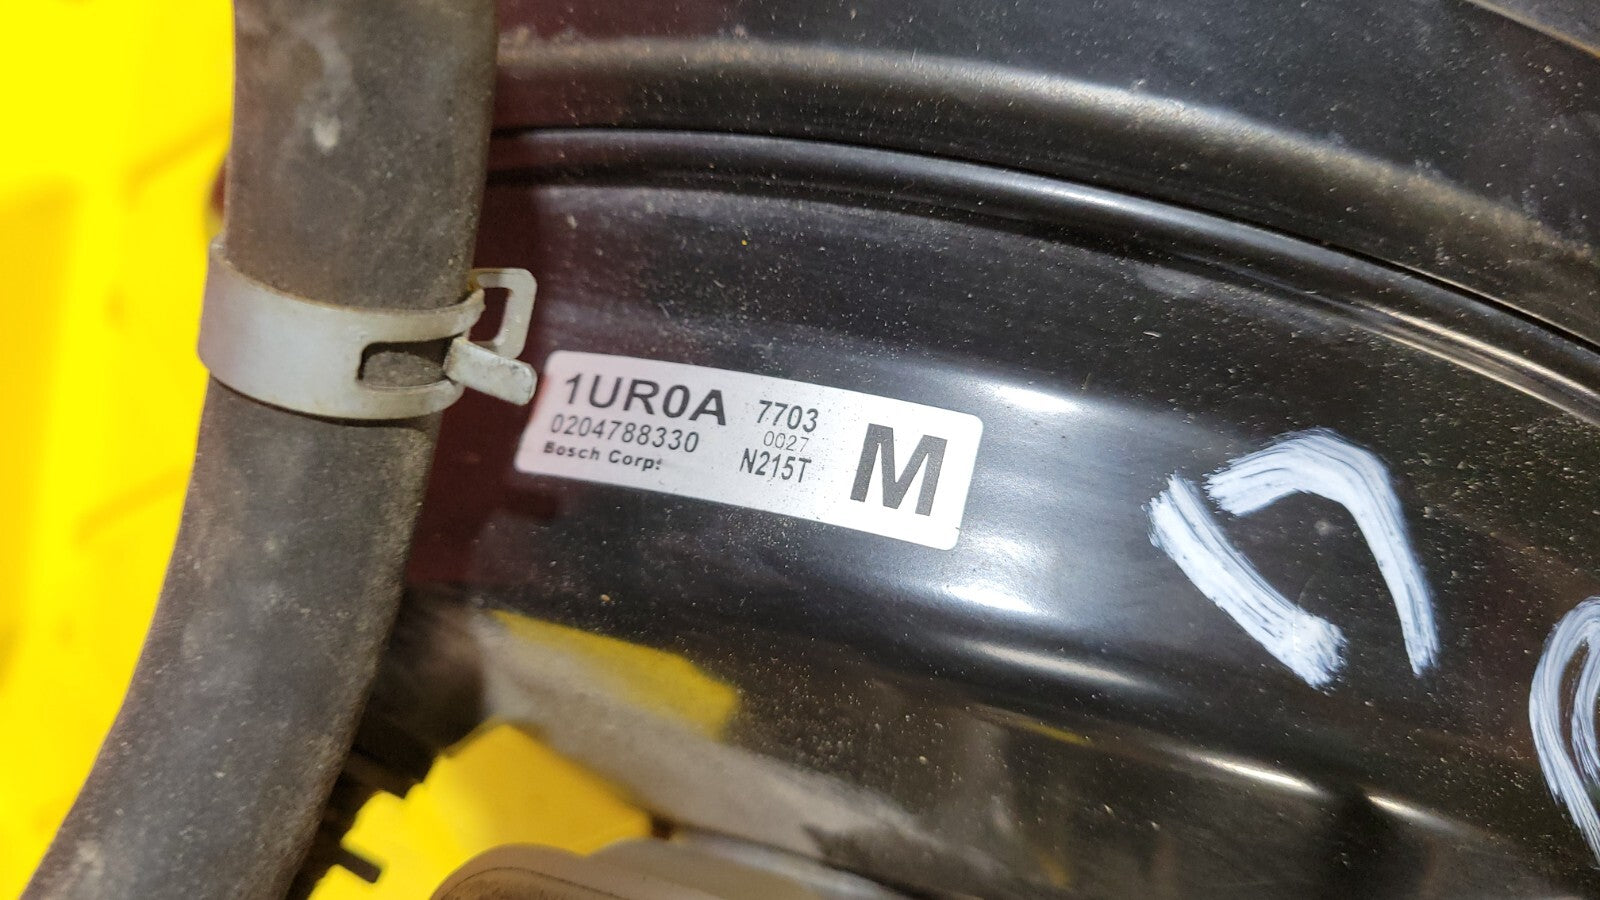 1UR0A 7703
0204788330 0027
Bosch Corp. N215T
M